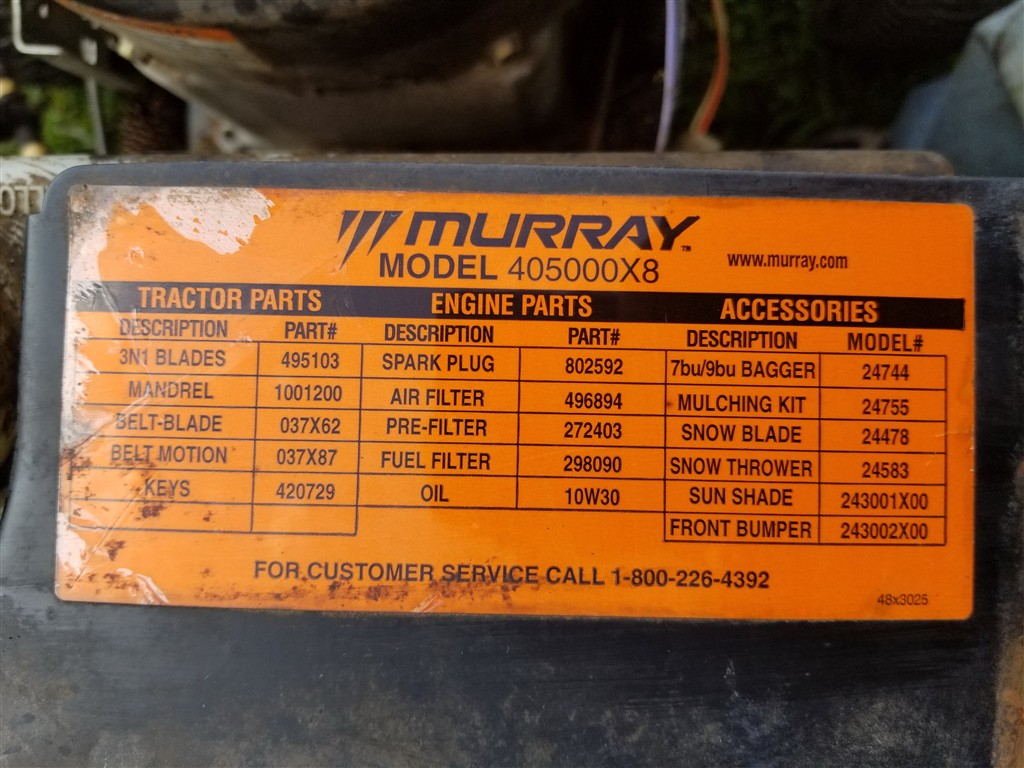 MURRAY™
MODEL 405000X8 www.murray.com
TRACTOR PARTS ENGINE PARTS ACCESSORIES
DESCRIPTION PART# DESCRIPTION PART# DESCRIPTION MODEL#
3N1 BLADES 495103 SPARK PLUG 802592 7bu/9bu BAGGER 24744
MANDREL 1001200 AIR FILTER 496894 MULCHING KIT 24755
BELT-BLADE 037X62 PRE-FILTER 272403 SNOW BLADE 24478
BELT MOTION 037X87 FUEL FILTER 298090 SNOW THROWER 24583
KEYS 420729 OIL 10W30 SUN SHADE 243001X00
FRONT BUMPER 243002X00
FOR CUSTOMER SERVICE CALL 1-800-226-4392
48x3025